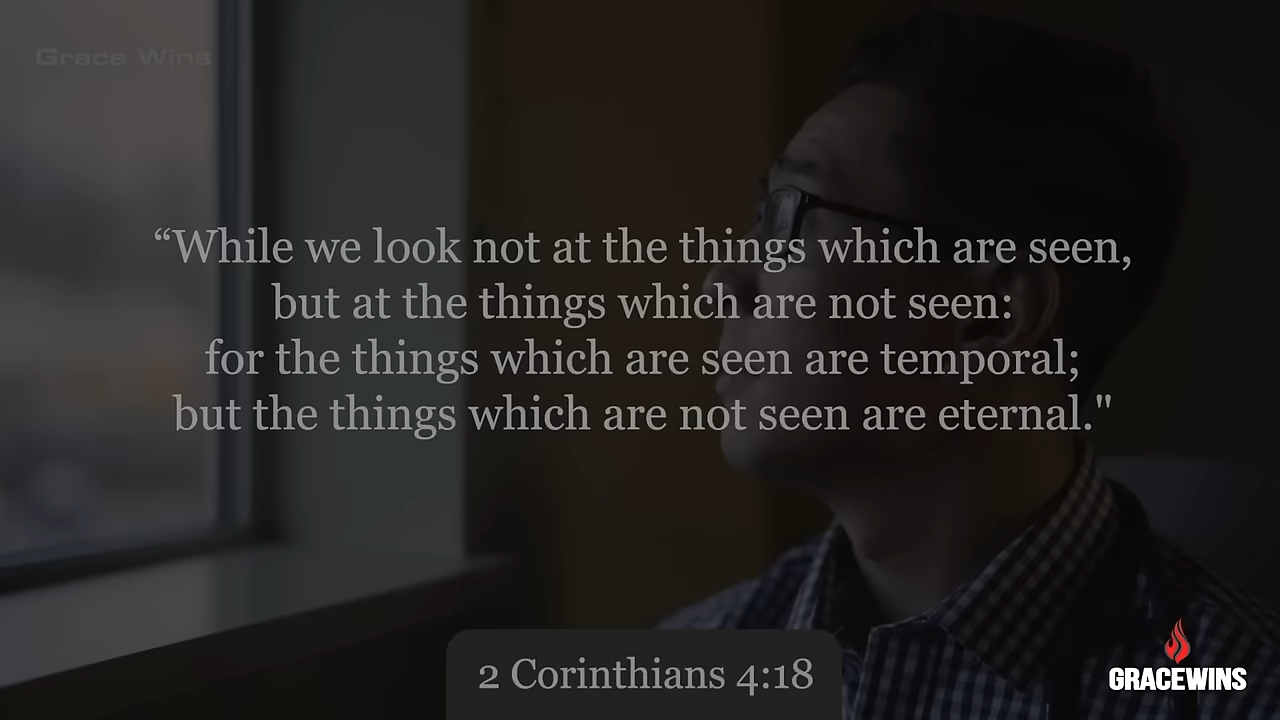 Grace Wins
“While we look not at the things which are seen,
but at the things which are not seen:
for the things which are seen are temporal;
but the things which are not seen are eternal."
2 Corinthians 4:18
GRACEWINS